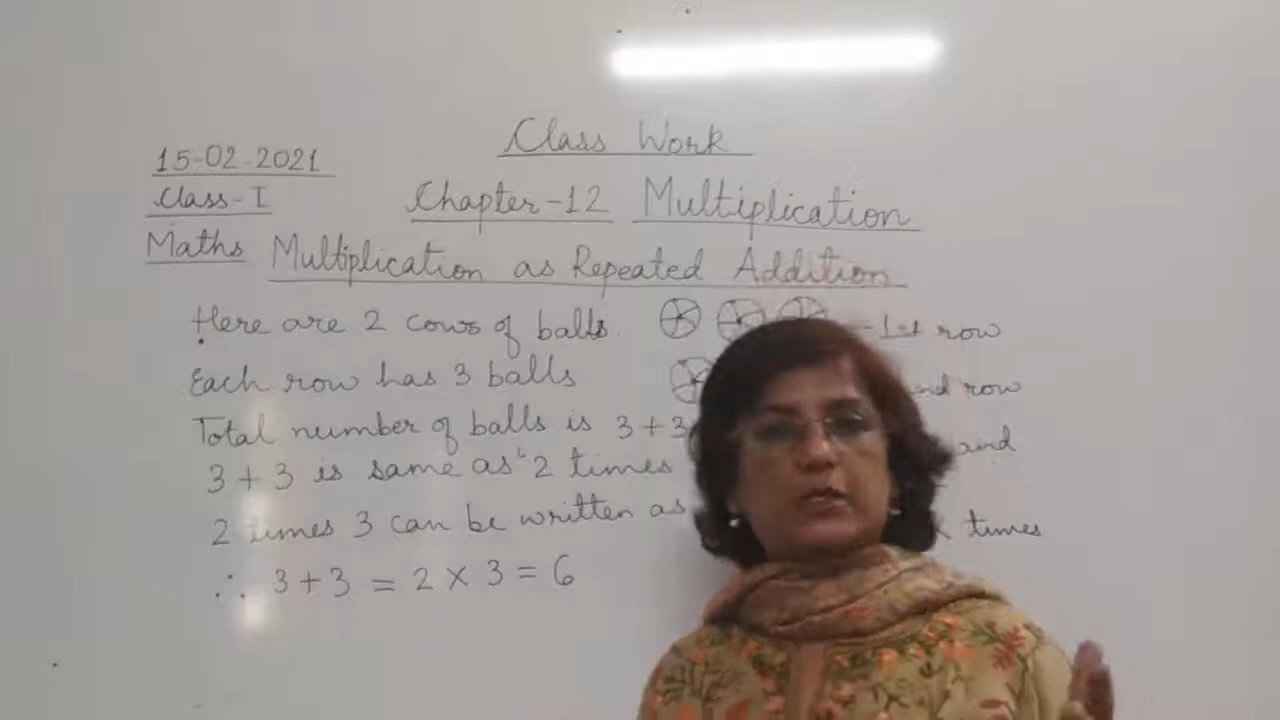 Class Work
15-02-2021
Class-I
Chapter-12 Multiplication
Maths
Multiplication as Repeated Addition
Here are 2 cows of balls. - 1st row
Each row has 3 balls nd row
Total number of balls is 3+3 and
3+3 is same as "2 times
2 times 3 can be written as times
∴ 3+3 = 2 × 3 = 6